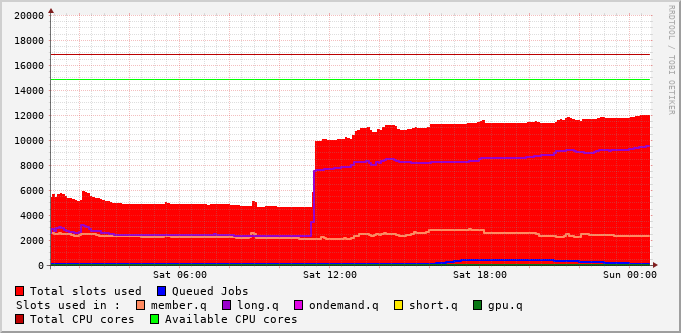 RRDTOOL / TOBI OETIKER
20000
18000
16000
14000
12000
10000
8000
6000
4000
2000
0
Sat 06:00 Sat 12:00 Sat 18:00 Sun 00:00
Total slots used Queued Jobs
Slots used in : member.q long.q ondemand.q short.q gpu.q
Total CPU cores Available CPU cores